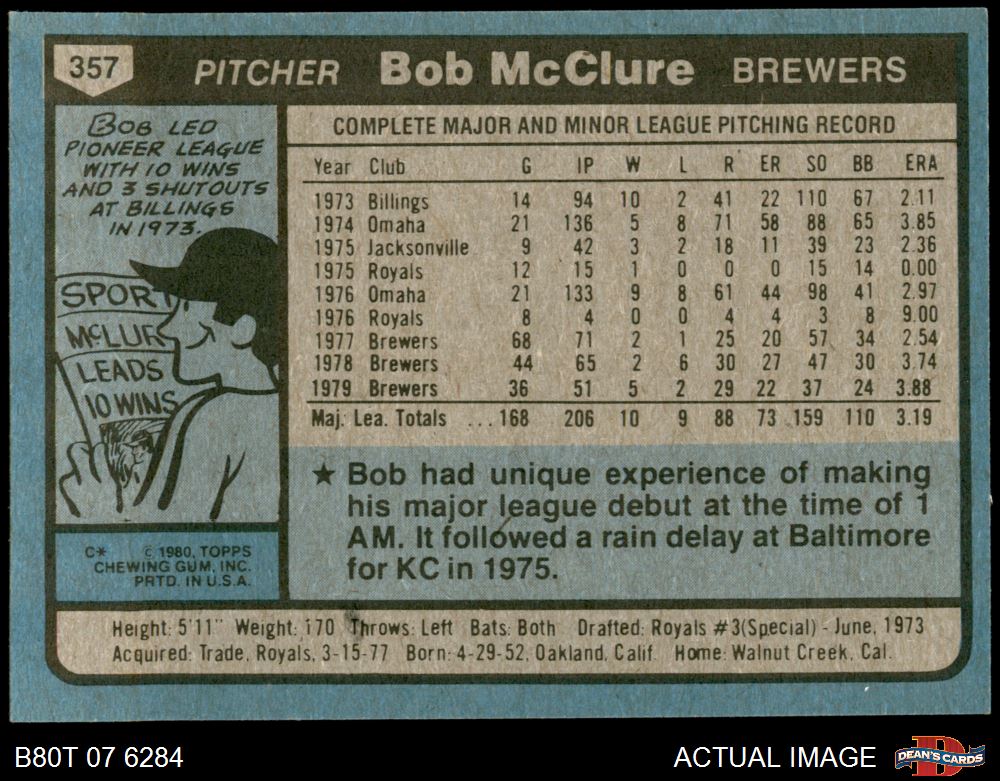 357 PITCHER Bob McClure BREWERS
BOB LED
PIONEER LEAGUE
WITH 10 WINS
AND 3 SHUTOUTS
AT BILLINGS
IN 1973.
SPORT
McCLUR
LEADS
10 WINS
C* © 1980, TOPPS
CHEWING GUM, INC.
PRTD. IN U.S.A.
COMPLETE MAJOR AND MINOR LEAGUE PITCHING RECORD
Year Club G IP W L R ER SO BB ERA
1973 Billings 14 94 10 2 41 22 110 67 2.11
1974 Omaha 21 136 5 8 71 58 88 65 3.85
1975 Jacksonville 9 42 3 2 18 11 39 23 2.36
1975 Royals 12 15 1 0 0 0 15 14 0.00
1976 Omaha 21 133 9 8 61 44 98 41 2.97
1976 Royals 8 4 0 0 4 4 3 8 9.00
1977 Brewers 68 71 2 1 25 20 57 34 2.54
1978 Brewers 44 65 2 6 30 27 47 30 3.74
1979 Brewers 36 51 5 2 29 22 37 24 3.88
Maj. Lea. Totals ... 168 206 10 9 88 73 159 110 3.19
★ Bob had unique experience of making
his major league debut at the time of 1
AM. It followed a rain delay at Baltimore
for KC in 1975.
Height: 5'11" Weight: 170 Throws: Left Bats: Both Drafted: Royals #3(Special) - June, 1973
Acquired: Trade, Royals, 3-15-77 Born: 4-29-52, Oakland, Calif. Home: Walnut Creek, Cal.
B80T 07 6284 ACTUAL IMAGE DEAN'S CARDS